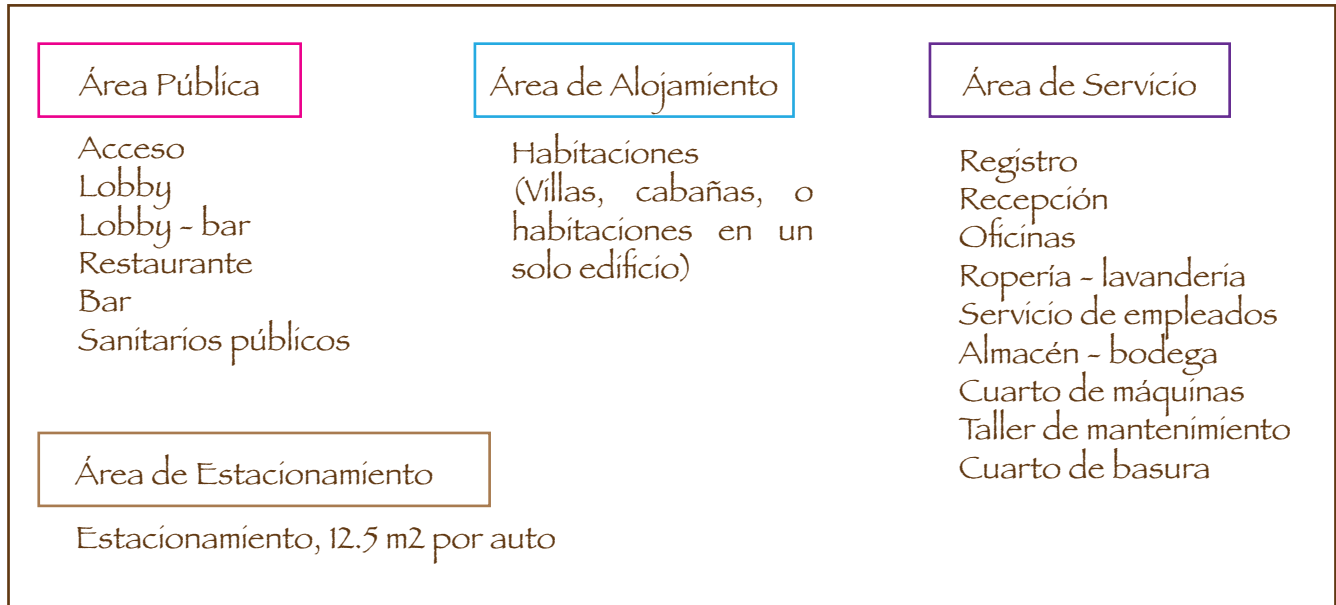 Área Pública
Acceso
Lobby
Lobby - bar
Restaurante
Bar
Sanitarios públicos
Área de Alojamiento
Habitaciones
(Villas, cabañas, o
habitaciones en un
solo edificio)
Área de Servicio
Registro
Recepción
Oficinas
Ropería - lavandería
Servicio de empleados
Almacén - bodega
Cuarto de máquinas
Taller de mantenimiento
Cuarto de basura
Área de Estacionamiento
Estacionamiento, 12.5 m2 por auto